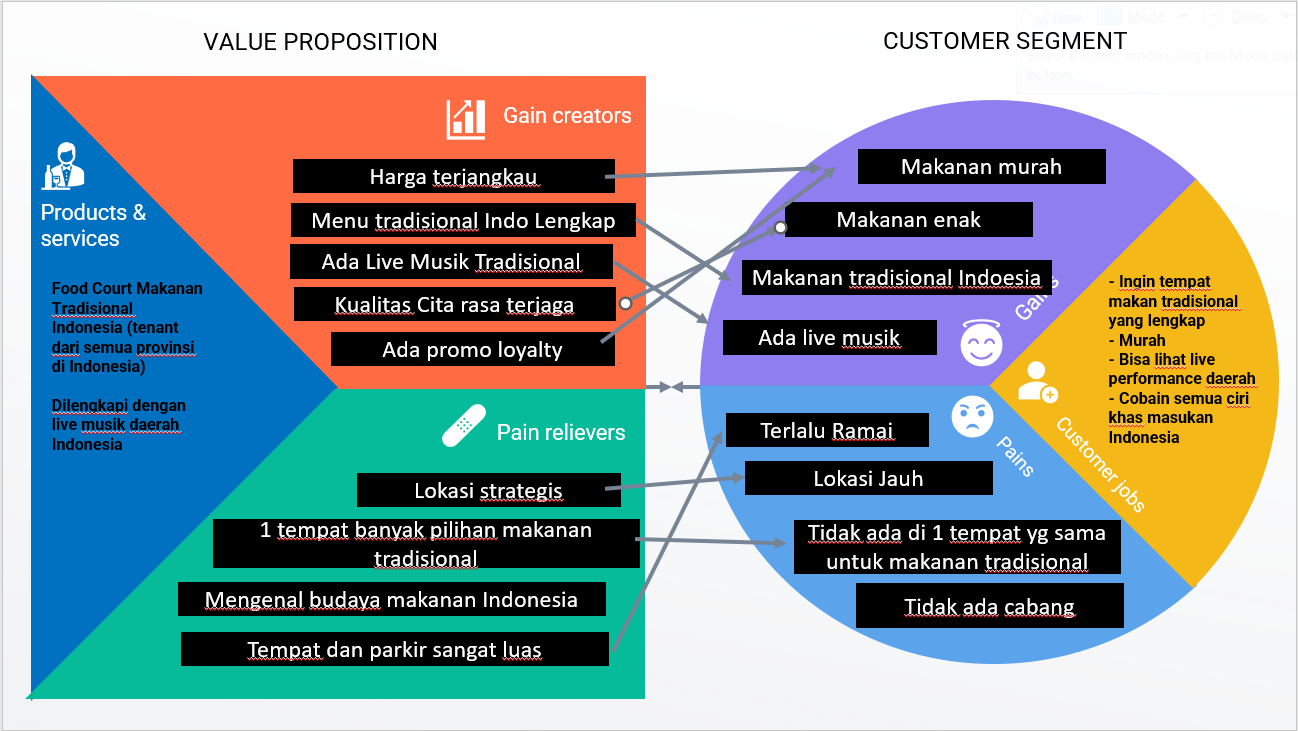 VALUE PROPOSITION
CUSTOMER SEGMENT
Gain creators
Harga terjangkau
Menu tradisional Indo Lengkap
Ada Live Musik Tradisional
Kualitas Cita rasa terjaga
Ada promo loyalty
Products &
services
Food Court Makanan
Tradisional
Indonesia (tenant
dari semua provinsi
di Indonesia)
Dilengkapi dengan
live musik daerah
Indonesia
Pain relievers
Lokasi strategis
1 tempat banyak pilihan makanan
tradisional
Mengenal budaya makanan Indonesia
Tempat dan parkir sangat luas
Makanan murah
Makanan enak
Makanan tradisional Indoesia
Ada live musik
Gains
Terlalu Ramai
Lokasi Jauh
Tidak ada di 1 tempat yg sama
untuk makanan tradisional
Tidak ada cabang
Pains
Customer jobs
- Ingin tempat
makan tradisional
yang lengkap
- Murah
- Bisa lihat live
performance daerah
- Cobain semua ciri
khas masukan
Indonesia